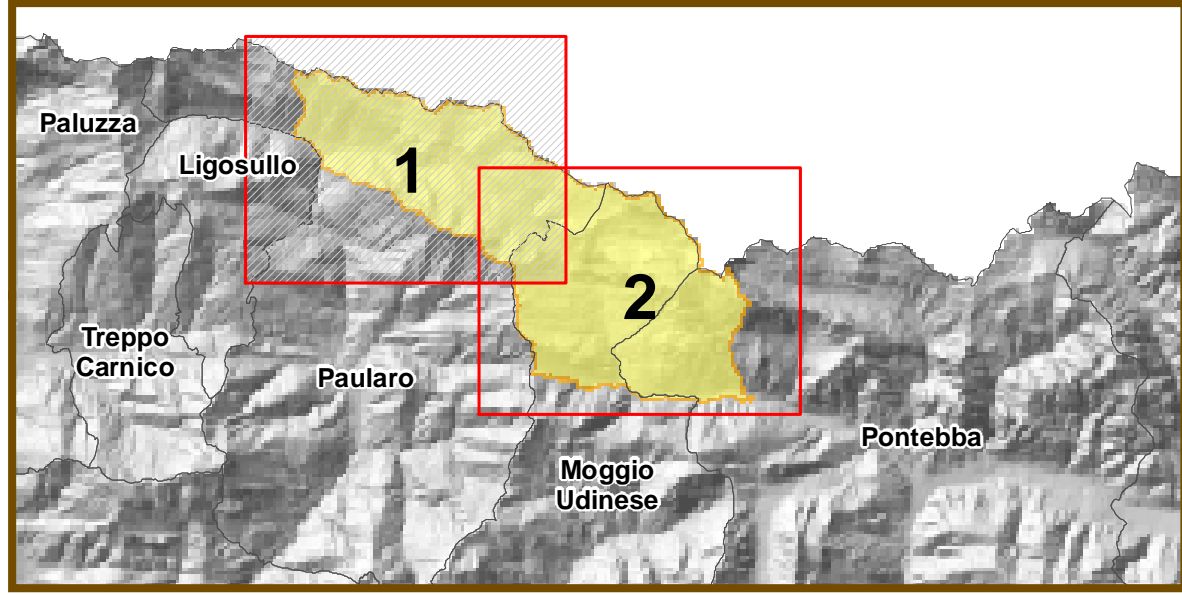 Paluzza
Ligosullo
1
2
Treppo
Carnico
Paularo
Pontebba
Moggio
Udinese